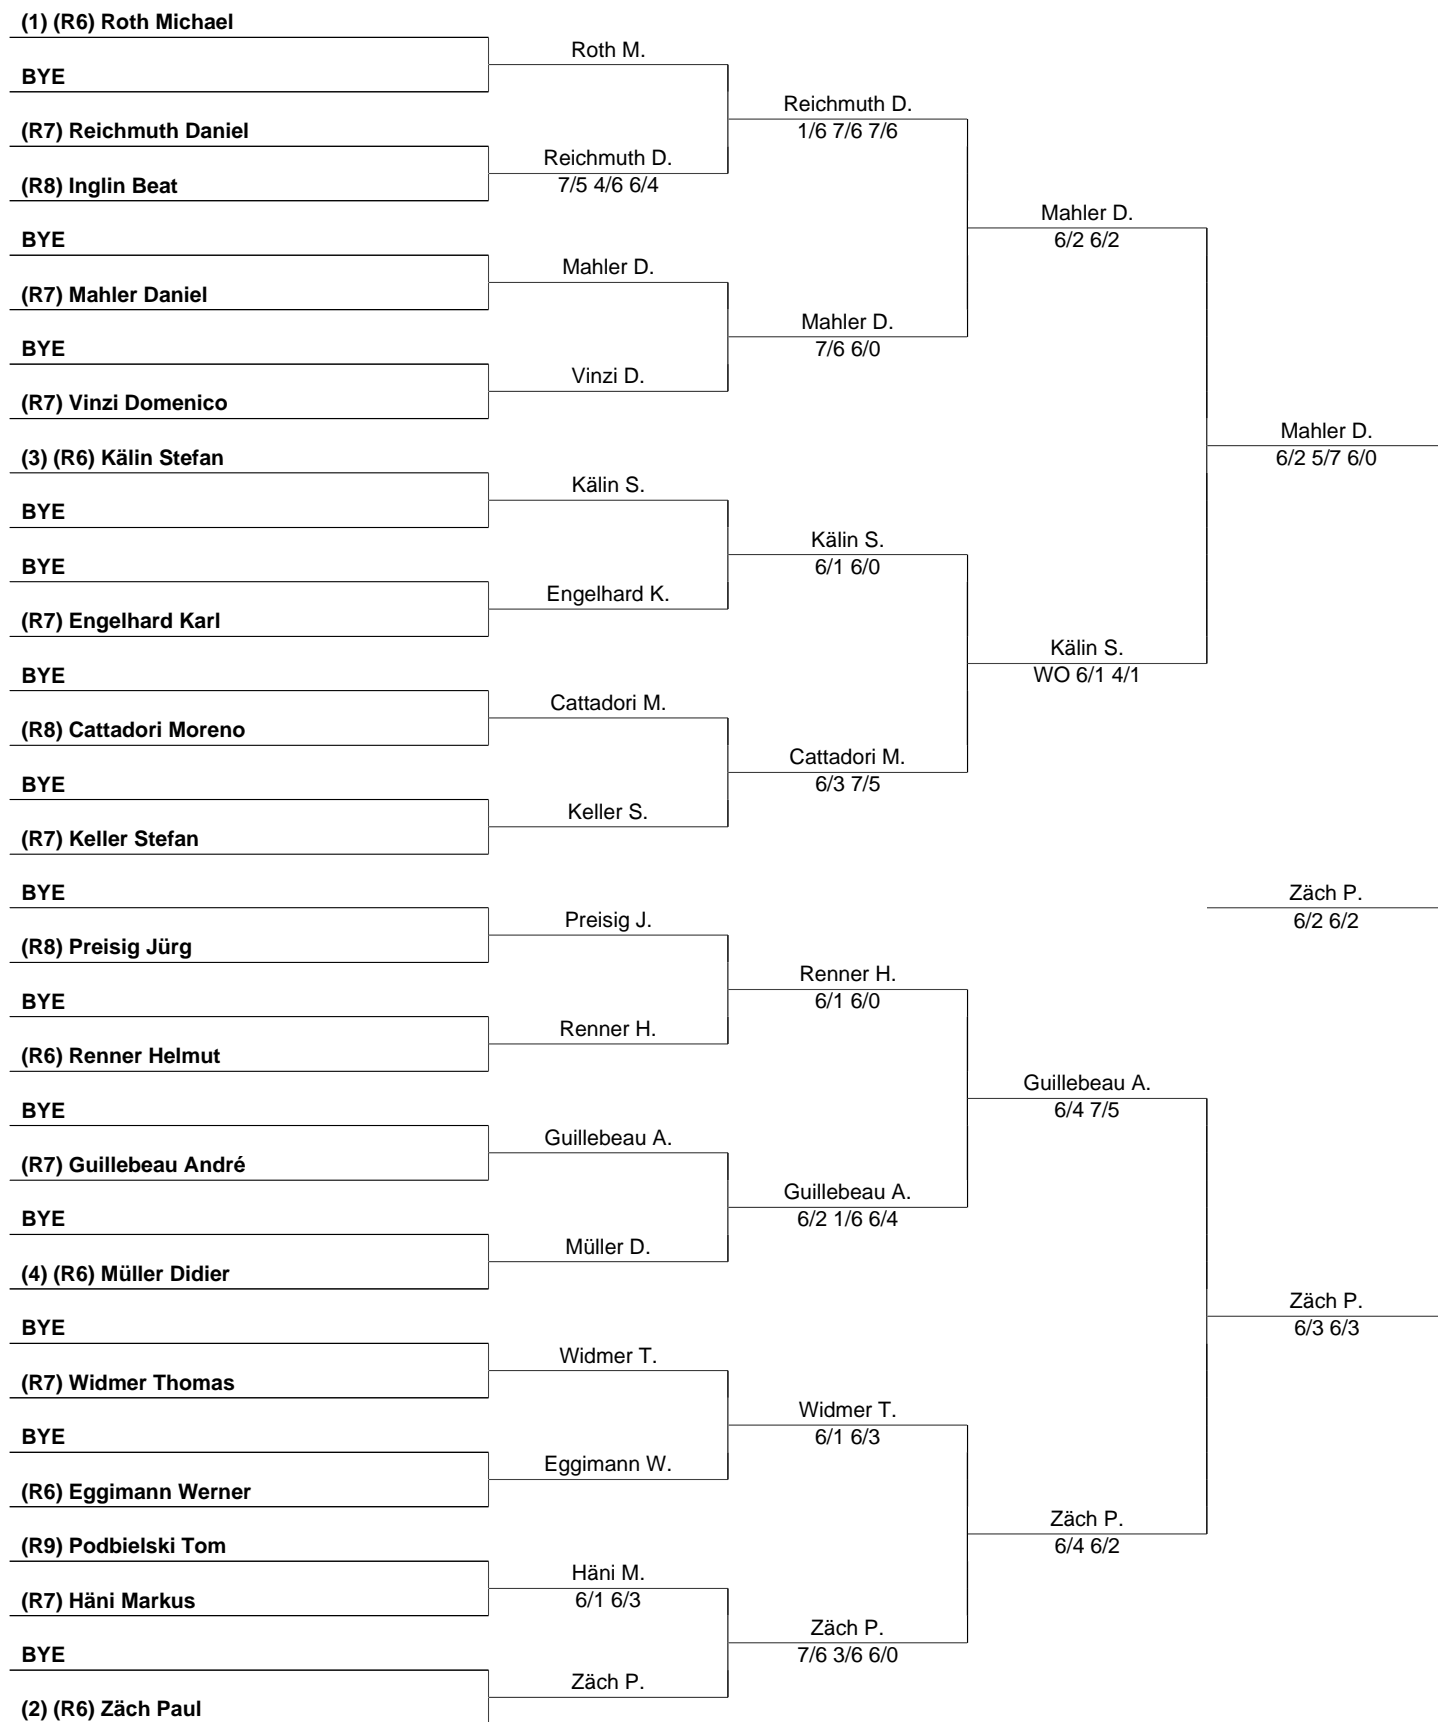 (1) (R6) Roth Michael
Roth M.
BYE
Reichmuth D.
1/6 7/6 7/6
(R7) Reichmuth Daniel
Reichmuth D.
7/5 4/6 6/4
(R8) Inglin Beat
Mahler D.
6/2 6/2
BYE
Mahler D.
(R7) Mahler Daniel
Mahler D.
7/6 6/0
BYE
Vinzi D.
(R7) Vinzi Domenico
Mahler D.
6/2 5/7 6/0
(3) (R6) Kälin Stefan
Kälin S.
BYE
Kälin S.
6/1 6/0
BYE
Engelhard K.
(R7) Engelhard Karl
Kälin S.
WO 6/1 4/1
BYE
Cattadori M.
(R8) Cattadori Moreno
Cattadori M.
6/3 7/5
BYE
Keller S.
(R7) Keller Stefan
BYE
Zäch P.
6/2 6/2
Preisig J.
(R8) Preisig Jürg
Renner H.
6/1 6/0
BYE
Renner H.
(R6) Renner Helmut
Guillebeau A.
6/4 7/5
BYE
Guillebeau A.
(R7) Guillebeau André
Guillebeau A.
6/2 1/6 6/4
BYE
Müller D.
(4) (R6) Müller Didier
Zäch P.
6/3 6/3
BYE
Widmer T.
(R7) Widmer Thomas
Widmer T.
6/1 6/3
BYE
Eggimann W.
(R6) Eggimann Werner
Zäch P.
6/4 6/2
(R9) Podbielski Tom
Häni M.
6/1 6/3
(R7) Häni Markus
Zäch P.
7/6 3/6 6/0
BYE
Zäch P.
(2) (R6) Zäch Paul